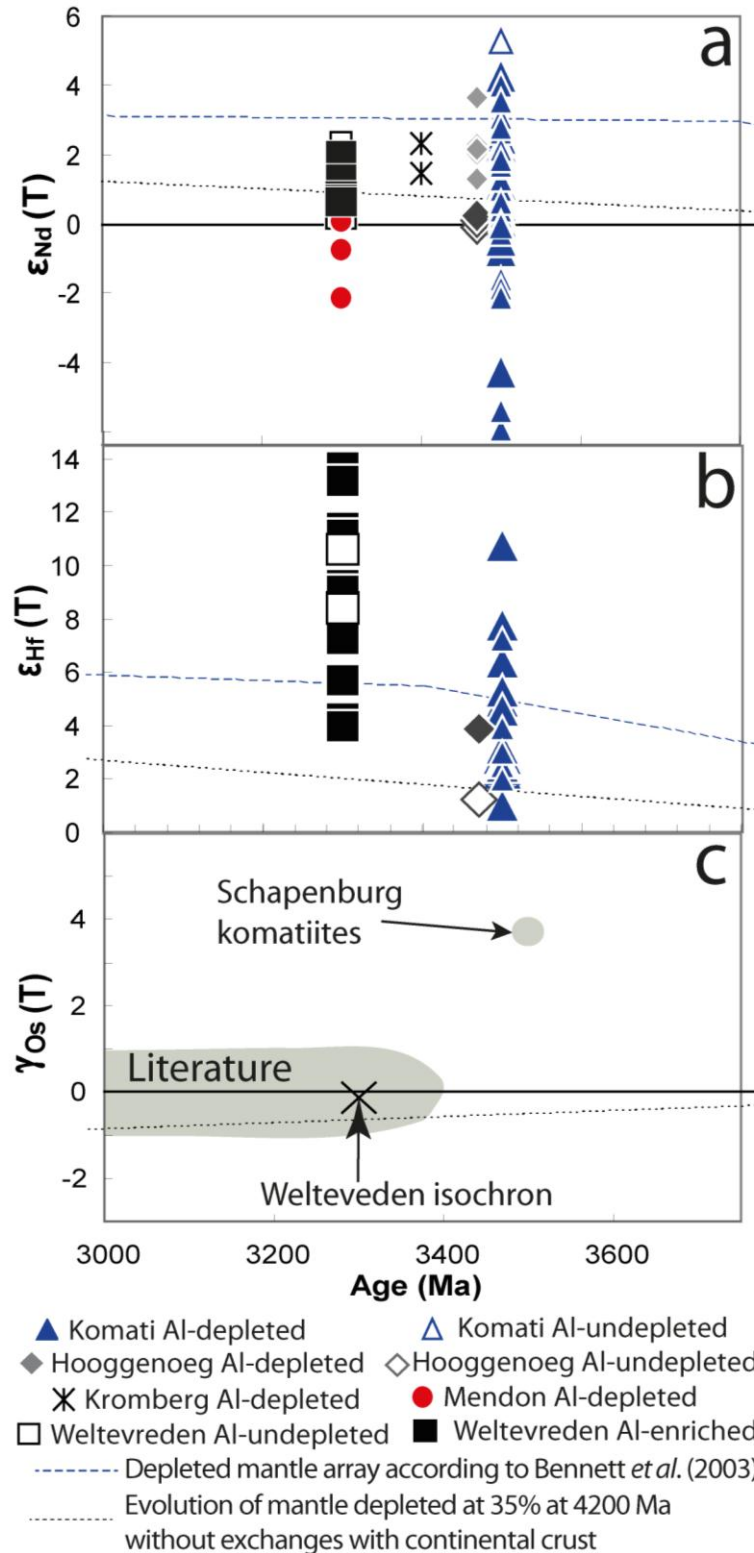 a
6
4
2
0
-2
-4
εNd (T)
b
14
12
10
8
6
4
2
0
εHf (T)
c
4
2
0
-2
γOs (T)
Schapenburg
komatiites
Literature
Welteveden isochron
3000 3200 3400 3600
Age (Ma)
Komati Al-depleted Komati Al-undepleted
Hooggenoeg Al-depleted Hooggenoeg Al-undepleted
Kromberg Al-depleted Mendon Al-depleted
Weltevreden Al-undepleted Weltevreden Al-enriched
Depleted mantle array according to Bennett et al. (2003)
Evolution of mantle depleted at 35% at 4200 Ma
without exchanges with continental crust